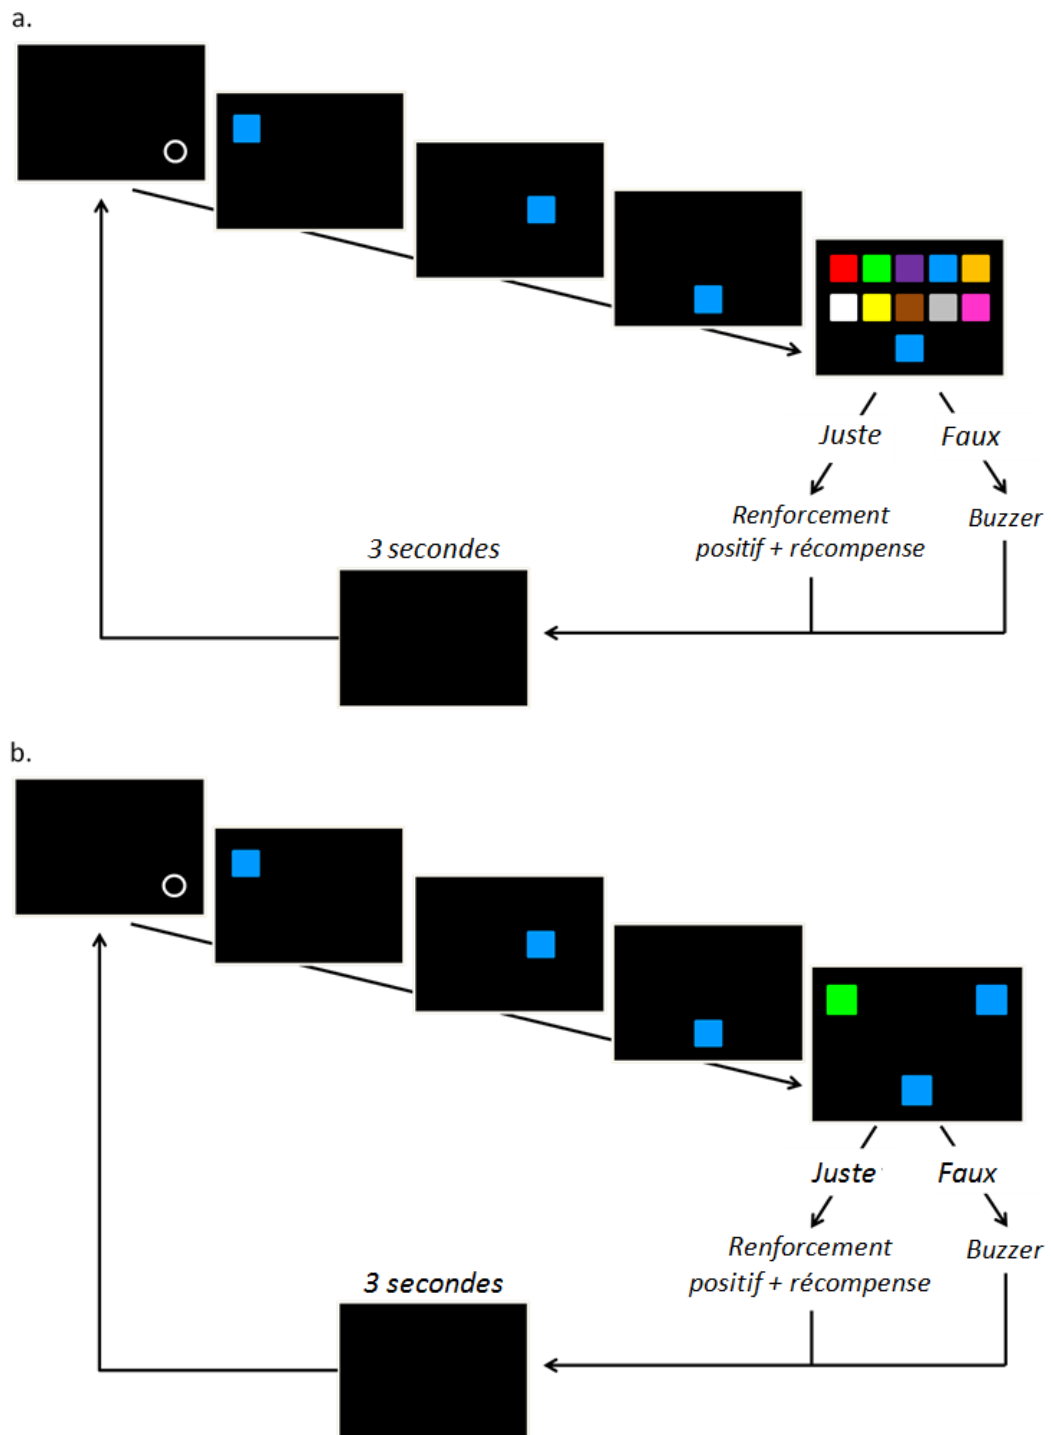 a.
Juste
Faux
Renforcement
positif + récompense
Buzzer
3 secondes
b.
Juste
Faux
Renforcement
positif + récompense
Buzzer
3 secondes